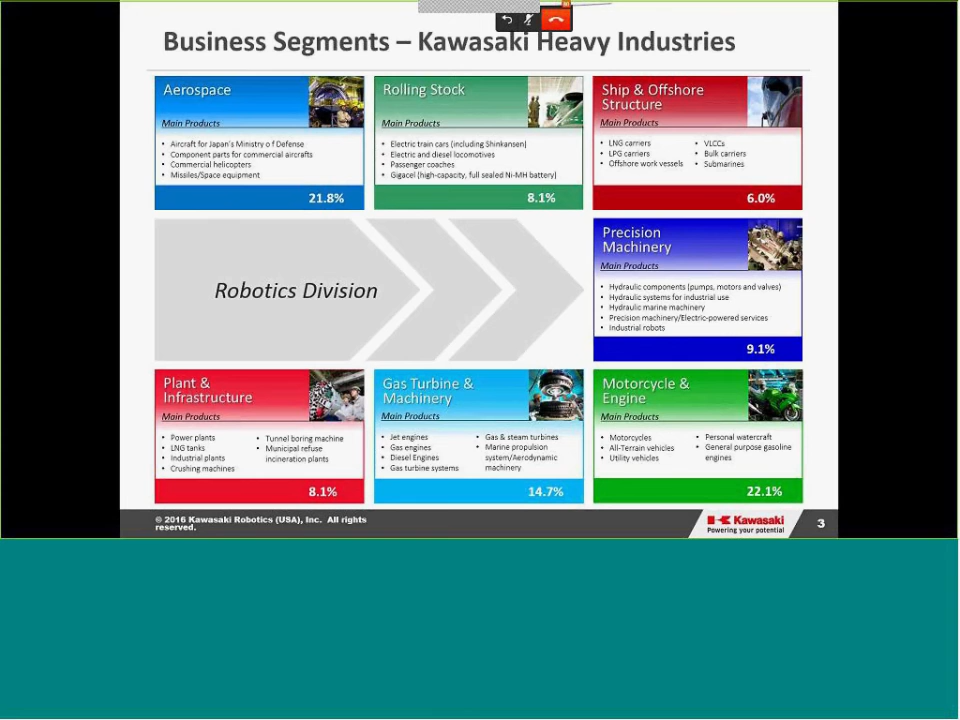 Business Segments – Kawasaki Heavy Industries
Aerospace
Main Products
• Aircraft for Japan's Ministry o f Defense
• Component parts for commercial aircrafts
• Commercial helicopters
• Missiles/Space equipment
21.8%
Rolling Stock
Main Products
• Electric train cars (including Shinkansen)
• Electric and diesel locomotives
• Passenger coaches
• Gigacel (high-capacity, full sealed Ni-MH battery)
8.1%
Ship & Offshore
Structure
Main Products
• LNG carriers
• LPG carriers
• Offshore work vessels
• VLCCs
• Bulk carriers
• Submarines
6.0%
Robotics Division
Precision
Machinery
Main Products
• Hydraulic components (pumps, motors and valves)
• Hydraulic systems for industrial use
• Hydraulic marine machinery
• Precision machinery/Electric-powered services
• Industrial robots
9.1%
Plant &
Infrastructure
Main Products
• Power plants
• LNG tanks
• Industrial plants
• Crushing machines
• Tunnel boring machine
• Municipal refuse
incineration plants
8.1%
Gas Turbine &
Machinery
Main Products
• Jet engines
• Gas engines
• Diesel Engines
• Gas turbine systems
• Gas & steam turbines
• Marine propulsion
system/Aerodynamic
machinery
14.7%
Motorcycle &
Engine
Main Products
• Motorcycles
• All-Terrain vehicles
• Utility vehicles
• Personal watercraft
• General purpose gasoline
engines
22.1%
© 2016 Kawasaki Robotics (USA), Inc. All rights
reserved.
Kawasaki
Powering your potential
3